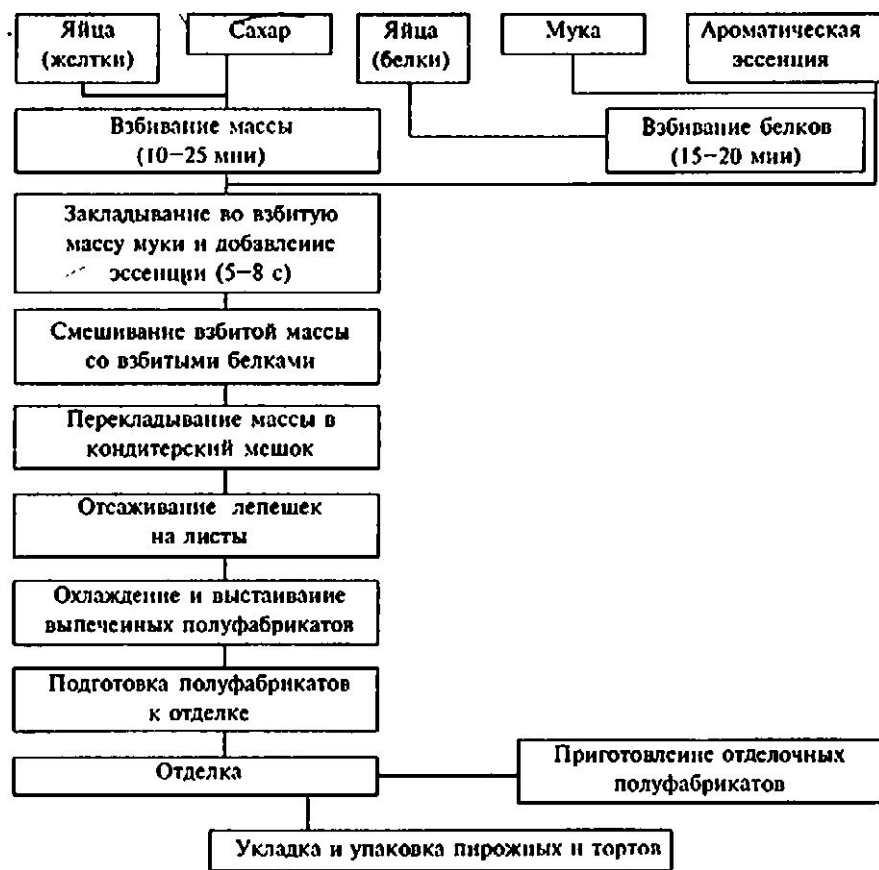 Яйца
(желтки)
Сахар
Яйца
(белки)
Мука
Ароматическая
эссенция
Взбивание массы
(10−25 мин)
Взбивание белков
(15−20 мин)
Закладывание во взбитую
массу муки и добавление
эссенции (5−8 с)
Смешивание взбитой массы
со взбитыми белками
Перекладывание массы в
кондитерский мешок
Отсаживание лепешек
на листы
Охлаждение и выстаивание
выпеченных полуфабрикатов
Подготовка полуфабрикатов
к отделке
Отделка
Приготовление отделочных
полуфабрикатов
Укладка и упаковка пирожных и тортов